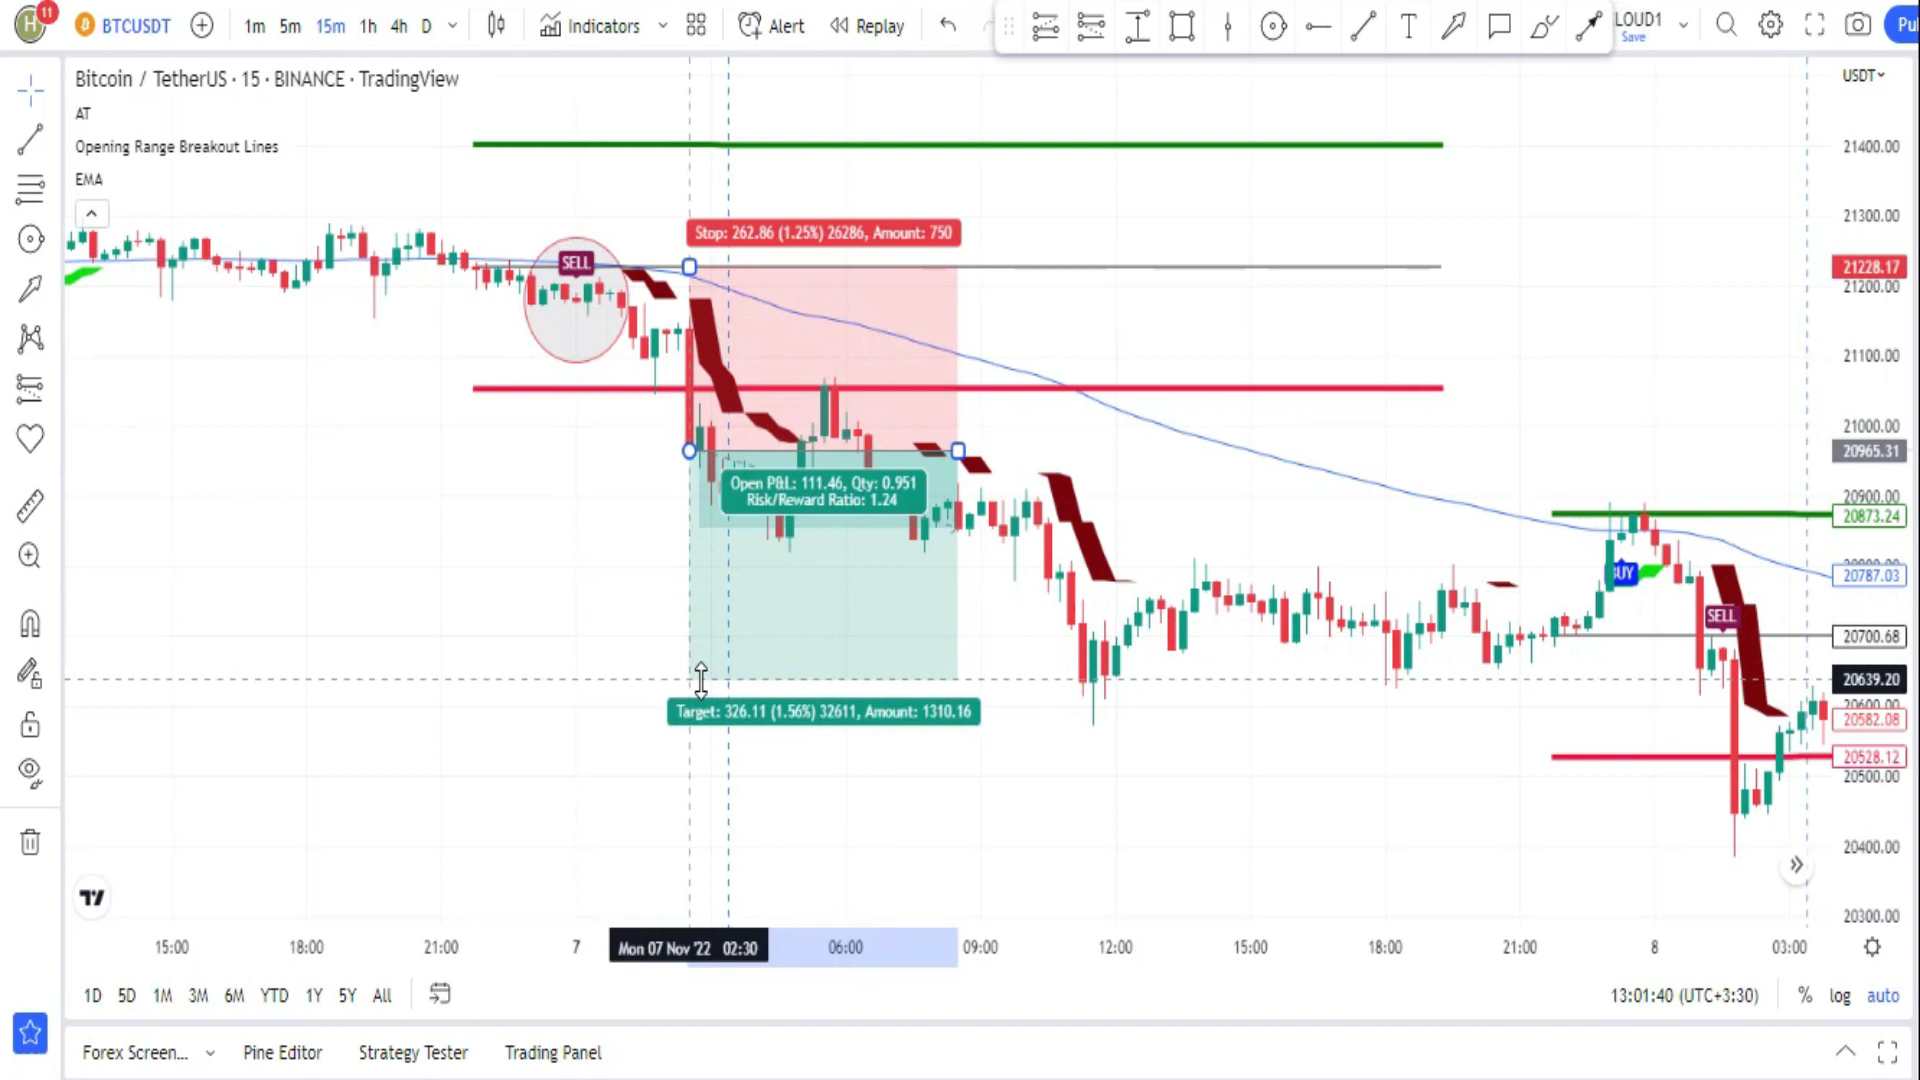 H
11
BTCUSDT
1m 5m 15m 1h 4h D
Indicators
Alert
Replay
T
LOUD1
Save
Bitcoin / TetherUS · 15 · BINANCE · TradingView
USDT
AT
Opening Range Breakout Lines
EMA
21400.00
21300.00
Stop: 262.86 (1.25%) 26286, Amount: 750
SELL
21228.17
21200.00
21100.00
21000.00
20965.31
Open P&L: 111.46, Qty: 0.951
Risk/Reward Ratio: 1.24
20900.00
20873.24
BUY
20787.03
SELL
20700.68
20639.20
Target: 326.11 (1.56%) 32611, Amount: 1310.16
20600.00
20582.08
20528.12
20500.00
20400.00
20300.00
15:00 18:00 21:00 7 Mon 07 Nov '22 02:30 06:00 09:00 12:00 15:00 18:00 21:00 8 03:00
1D 5D 1M 3M 6M YTD 1Y 5Y All
13:01:40 (UTC+3:30) % log auto
Forex Screen... Pine Editor Strategy Tester Trading Panel